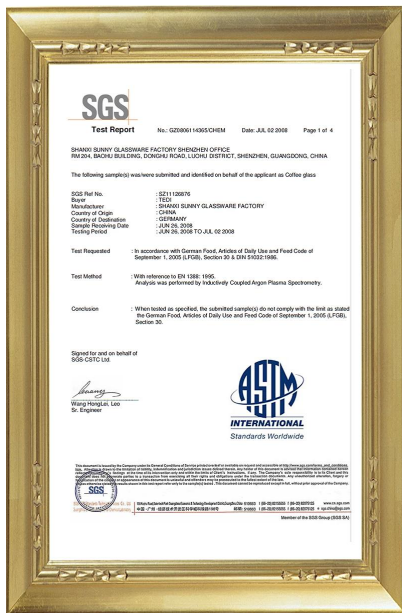 SGS
Test Report No.: GZ0806114365/CHEM Date: JUL 02 2008 Page 1 of 4
SHANXI SUNNY GLASSWARE FACTORY SHENZHEN OFFICE
RM 204, BAOHU BUILDING, DONGHU ROAD, LUOHU DISTRICT, SHENZHEN, GUANGDONG, CHINA
The following sample(s) was/were submitted and identified on behalf of the applicant as Coffee glass
SGS Ref No. : SZ11126876
Buyer : TEDI
Manufacturer : SHANXI SUNNY GLASSWARE FACTORY
Country of Origin : CHINA
Country of Destination : GERMANY
Sample Receiving Date : JUN 26, 2008
Testing Period : JUN 26, 2008 TO JUL 02 2008
Test Requested : In accordance with German Food, Articles of Daily Use and Feed Code of
September 1, 2005 (LFGB), Section 30 & DIN 51032:1986.
Test Method : With reference to EN 1388: 1995.
Analysis was performed by Inductively Coupled Argon Plasma Spectrometry.
Conclusion : When tested as specified, the submitted sample(s) do not comply with the limit as stated
the German Food, Articles of Daily Use and Feed Code of September 1, 2005 (LFGB),
Section 30.
Signed for and on behalf of
SGS-CSTC Ltd
Wang HongLei, Leo
Sr. Engineer
ASTM
INTERNATIONAL
Standards Worldwide
SGS
www.cn.sgs.com
Member of the SGS Group (SGS SA)